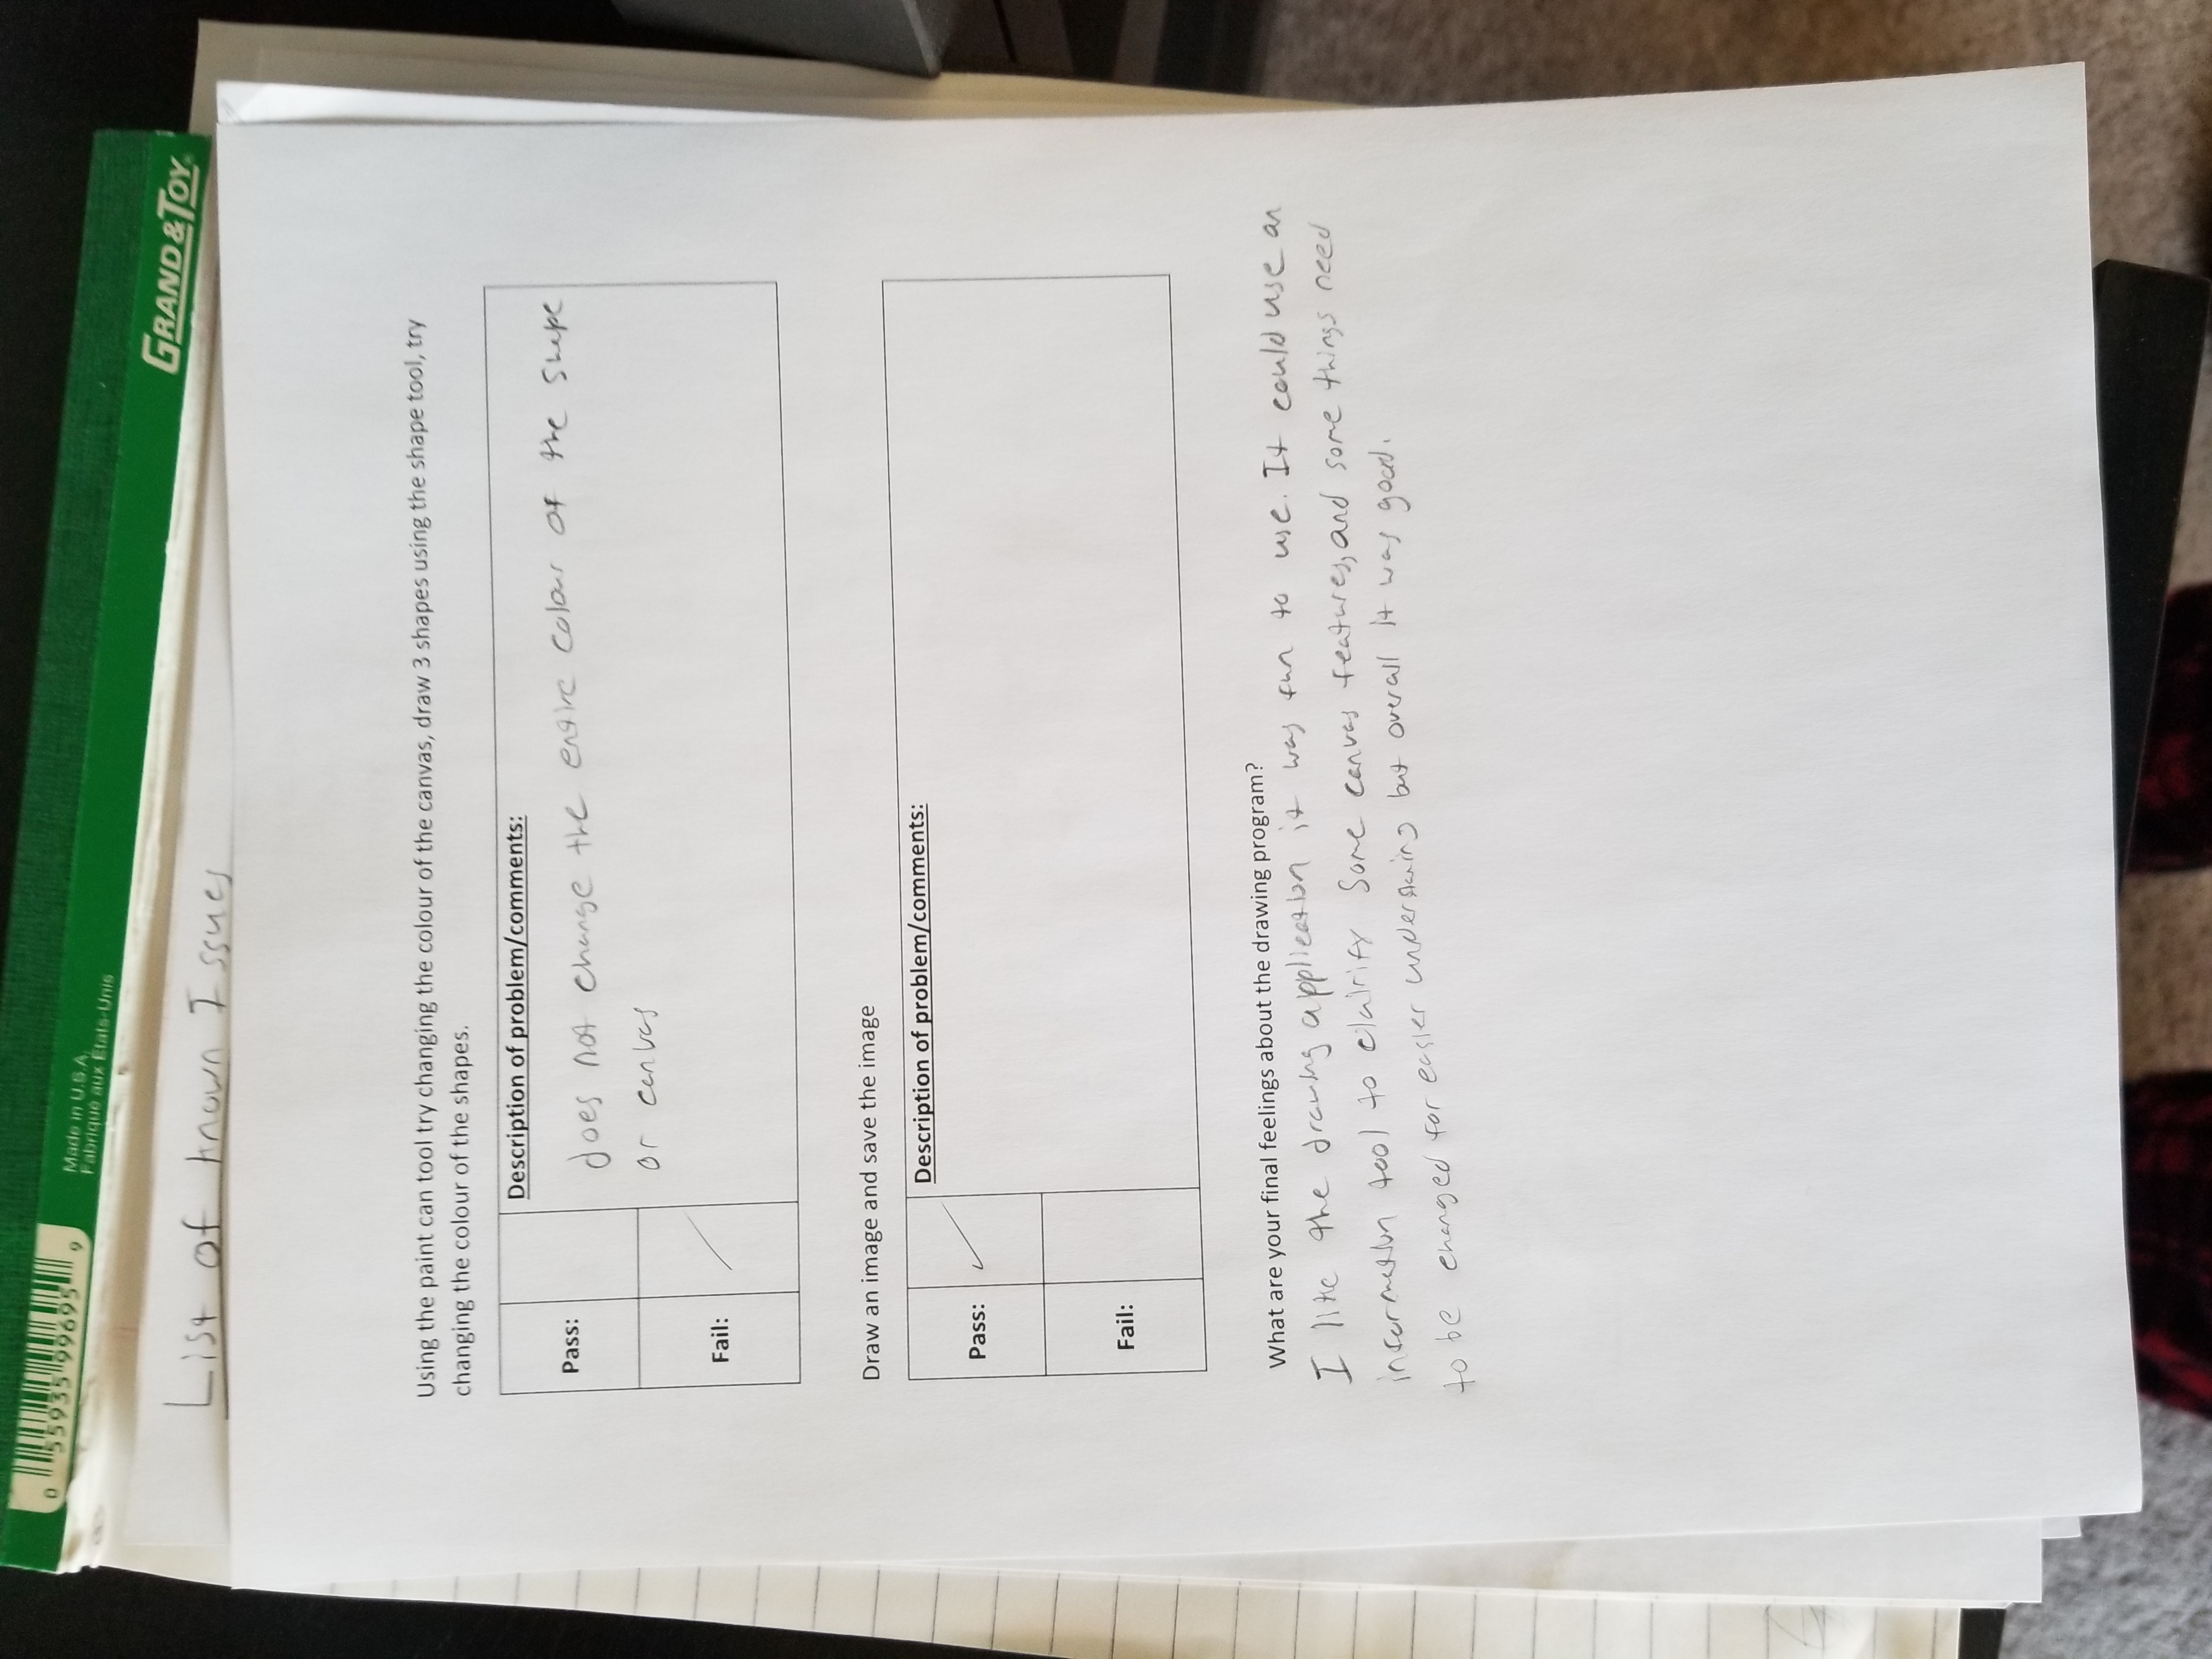 0 55935 99695 9
Made in U.S.A.
Fabrique aux États-Unis
GRAND & TOY
List of known Issues
Using the paint can tool try changing the colour of the canvas, draw 3 shapes using the shape tool, try
changing the colour of the shapes.
Description of problem/comments:
Pass:
does not change the entire colour of the shape
or canvas
Fail:
Draw an image and save the image
Description of problem/comments:
Pass:
Fail:
What are your final feelings about the drawing program?
I like the drawing application it was fun to use. It could use an
information tool to clairify some canvas features, and some things need
to be changed for easier understaing but overall it was good.